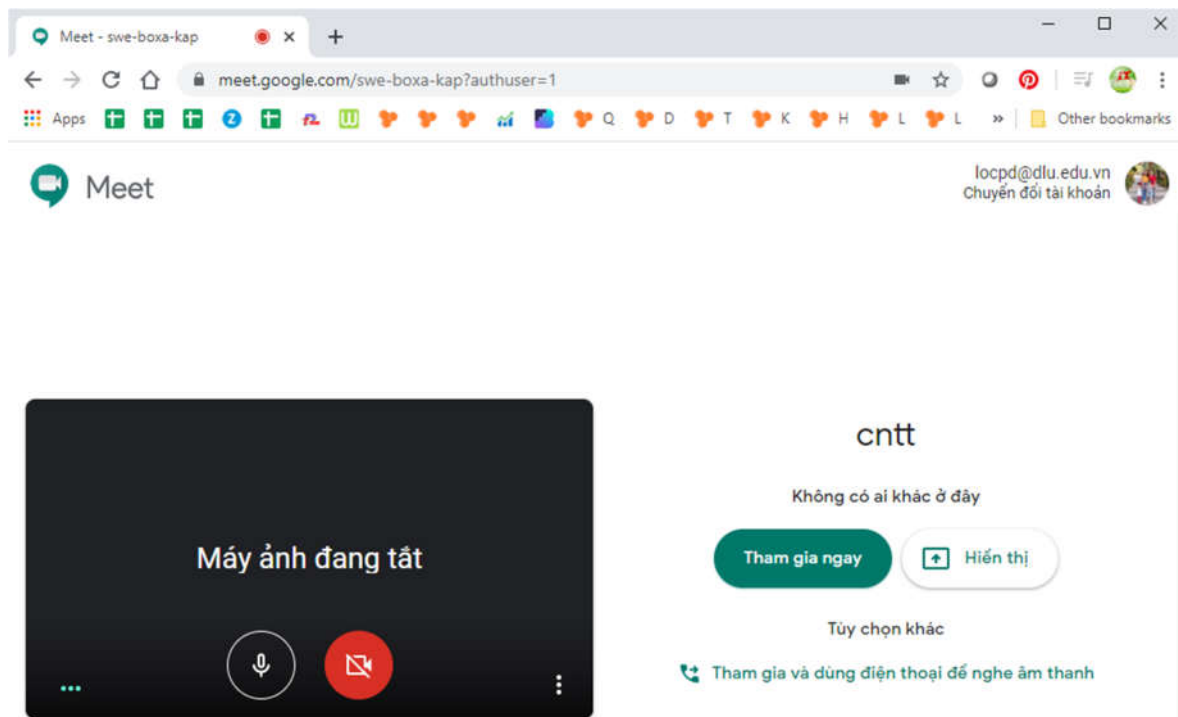 Meet - swe-boxa-kap
meet.google.com/swe-boxa-kap?authuser=1
Apps Q D T K H L L » Other bookmarks
Meet
locpd@dlu.edu.vn
Chuyển đổi tài khoản
cntt
Không có ai khác ở đây
Máy ảnh đang tắt
Tham gia ngay Hiển thị
Tùy chọn khác
Tham gia và dùng điện thoại để nghe âm thanh